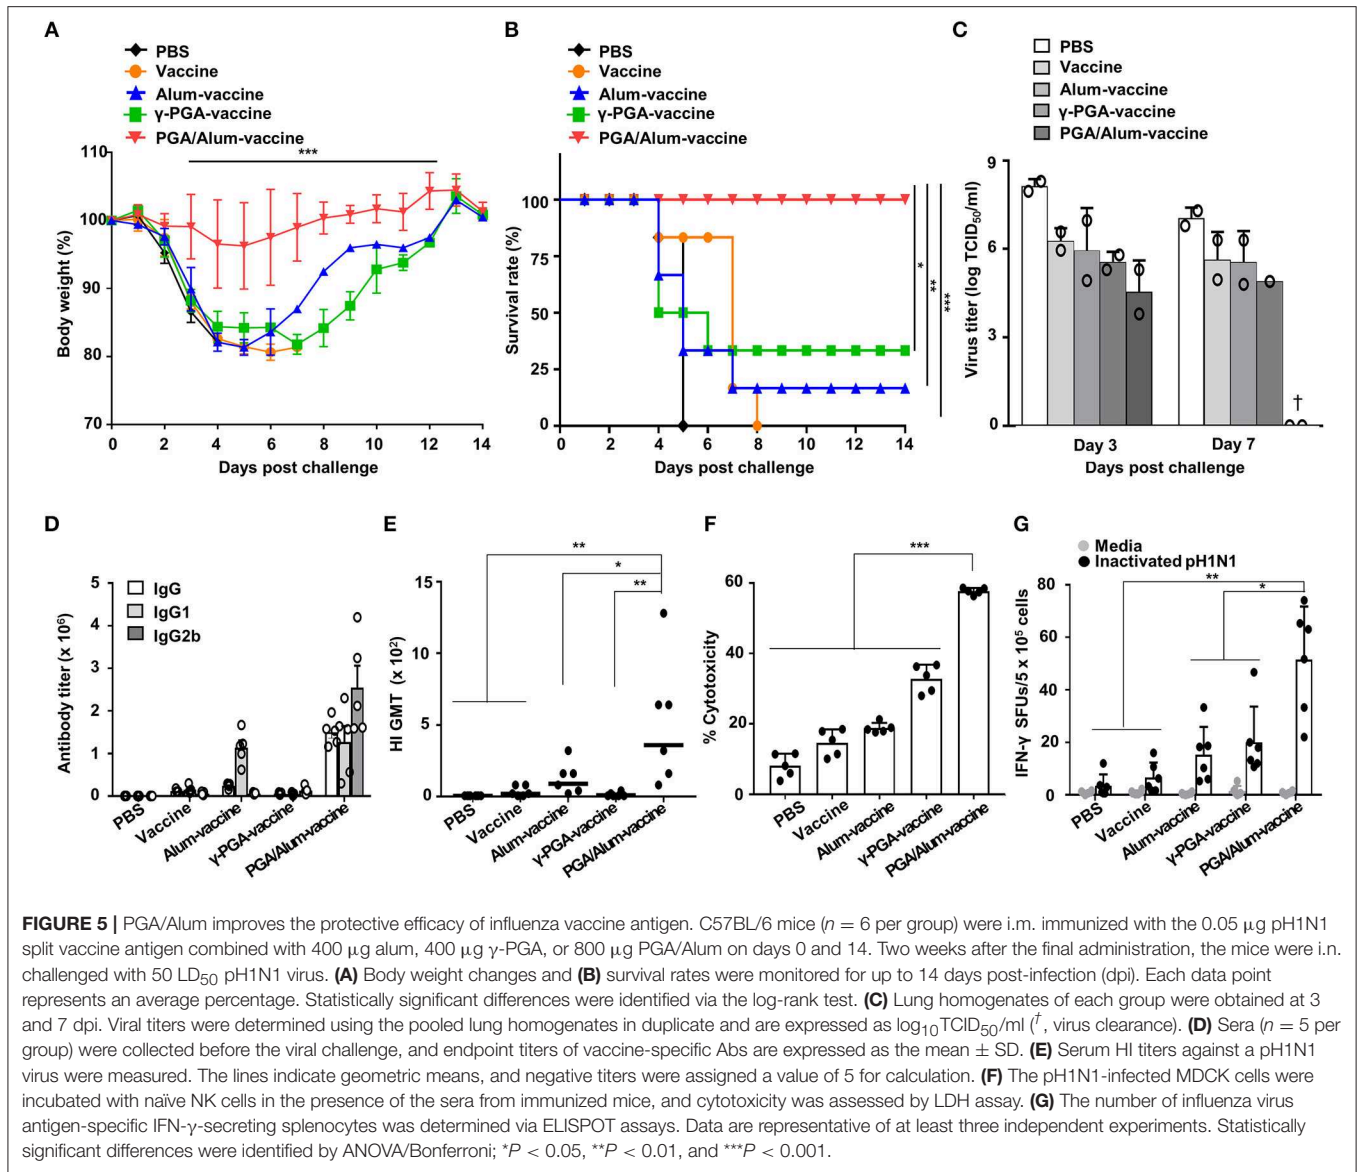 A
PBS
Vaccine
Alum-vaccine
γ-PGA-vaccine
PGA/Alum-vaccine
***
Body weight (%)
110
100
90
80
70
0 2 4 6 8 10 12 14
Days post challenge
B
PBS
Vaccine
Alum-vaccine
γ-PGA-vaccine
PGA/Alum-vaccine
Survival rate (%)
100
75
50
25
0
0 2 4 6 8 10 12 14
Days post challenge
*
**
***
C
PBS
Vaccine
Alum-vaccine
γ-PGA-vaccine
PGA/Alum-vaccine
Virus titer (log TCID50/ml)
9
6
3
0
†
Day 3 Day 7
Days post challenge
D
IgG
IgG1
IgG2b
Antibody titer (x 10⁶)
5
4
3
2
1
0
PBS
Vaccine
Alum-vaccine
γ-PGA-vaccine
PGA/Alum-vaccine
E
**
*
**
HI GMT (x 10²)
15
10
5
0
PBS
Vaccine
Alum-vaccine
γ-PGA-vaccine
PGA/Alum-vaccine
F
***
% Cytotoxicity
60
40
20
0
PBS
Vaccine
Alum-vaccine
γ-PGA-vaccine
PGA/Alum-vaccine
G
Media
Inactivated pH1N1
**
*
IFN-γ SFUs/5 x 10⁵ cells
80
60
40
20
0
PBS
Vaccine
Alum-vaccine
γ-PGA-vaccine
PGA/Alum-vaccine
FIGURE 5 | PGA/Alum improves the protective efficacy of influenza vaccine antigen. C57BL/6 mice (n = 6 per group) were i.m. immunized with the 0.05 μg pH1N1
split vaccine antigen combined with 400 μg alum, 400 μg γ-PGA, or 800 μg PGA/Alum on days 0 and 14. Two weeks after the final administration, the mice were i.n.
challenged with 50 LD50 pH1N1 virus. (A) Body weight changes and (B) survival rates were monitored for up to 14 days post-infection (dpi). Each data point
represents an average percentage. Statistically significant differences were identified via the log-rank test. (C) Lung homogenates of each group were obtained at 3
and 7 dpi. Viral titers were determined using the pooled lung homogenates in duplicate and are expressed as log10TCID50/ml (†, virus clearance). (D) Sera (n = 5 per
group) were collected before the viral challenge, and endpoint titers of vaccine-specific Abs are expressed as the mean ± SD. (E) Serum HI titers against a pH1N1
virus were measured. The lines indicate geometric means, and negative titers were assigned a value of 5 for calculation. (F) The pH1N1-infected MDCK cells were
incubated with naïve NK cells in the presence of the sera from immunized mice, and cytotoxicity was assessed by LDH assay. (G) The number of influenza virus
antigen-specific IFN-γ-secreting splenocytes was determined via ELISPOT assays. Data are representative of at least three independent experiments. Statistically
significant differences were identified by ANOVA/Bonferroni; *P < 0.05, **P < 0.01, and ***P < 0.001.